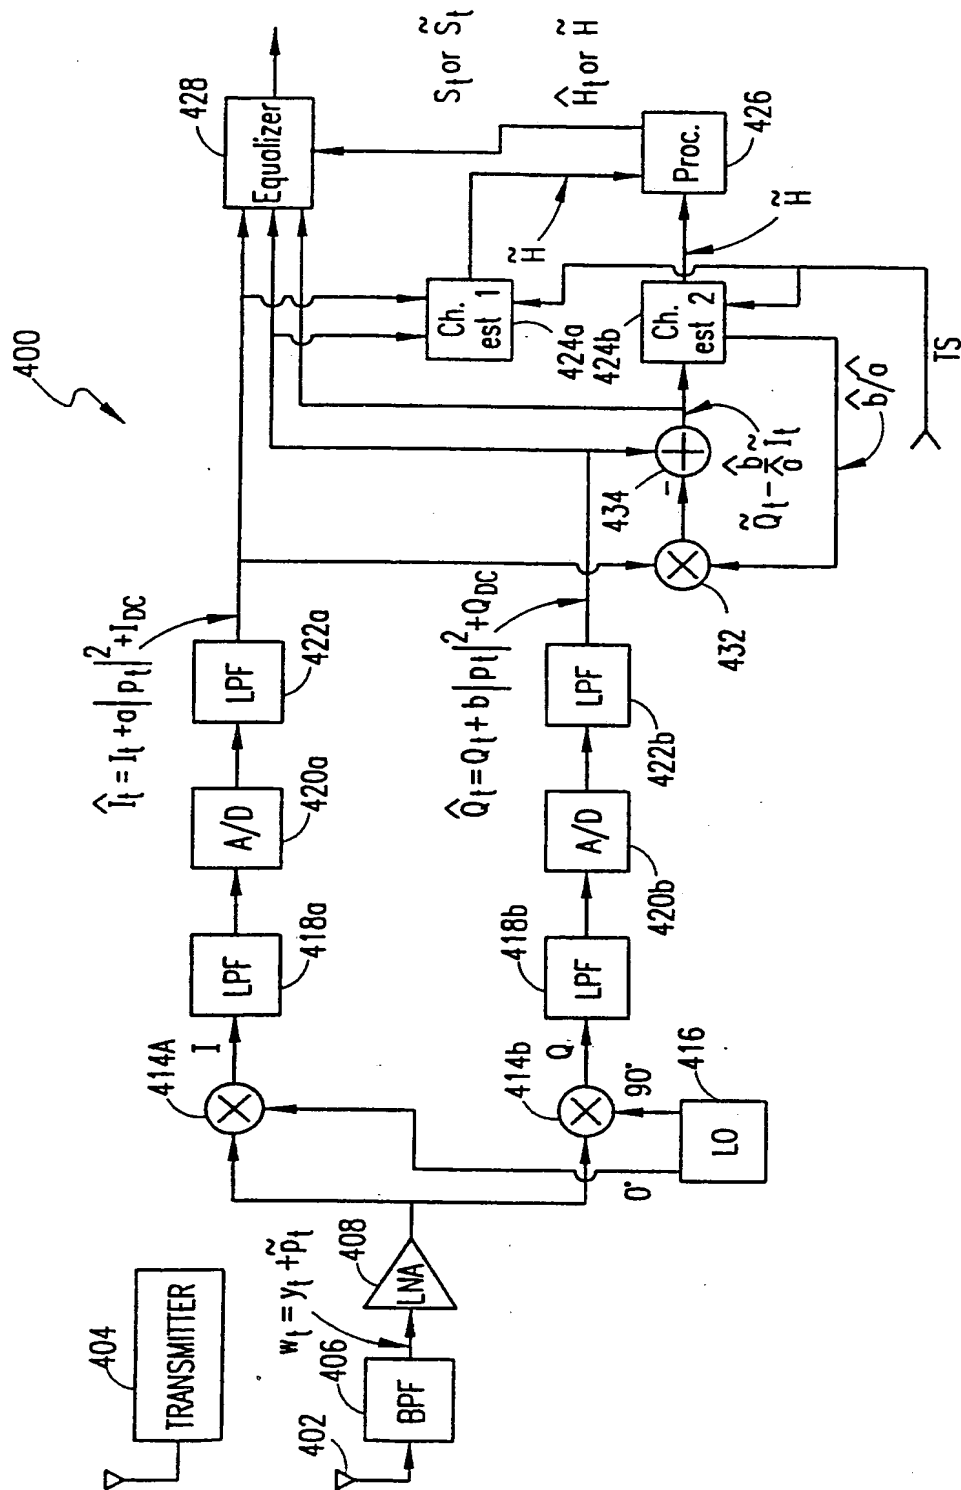 400
404
TRANSMITTER
402
406
BPF
w_t = y_t + p̃_t
408
LNA
414A
I
414b
Q
0°
90°
416
LO
LPF
418a
LPF
418b
A/D
420a
A/D
420b
LPF
422a
LPF
422b
Î_t = I_t + a|p_t|² + I_DC
Q̂_t = Q_t + b|p_t|² + Q_DC
432
434
−
Q̃_t − b̂/â Ĩ_t
b̂/â
TS
Ch. est 1
424a
424b
Ch. est 2
H̃
H̃
Proc.
426
Ĥ_t or H̃
S_t or S̃_t
Equalizer
428